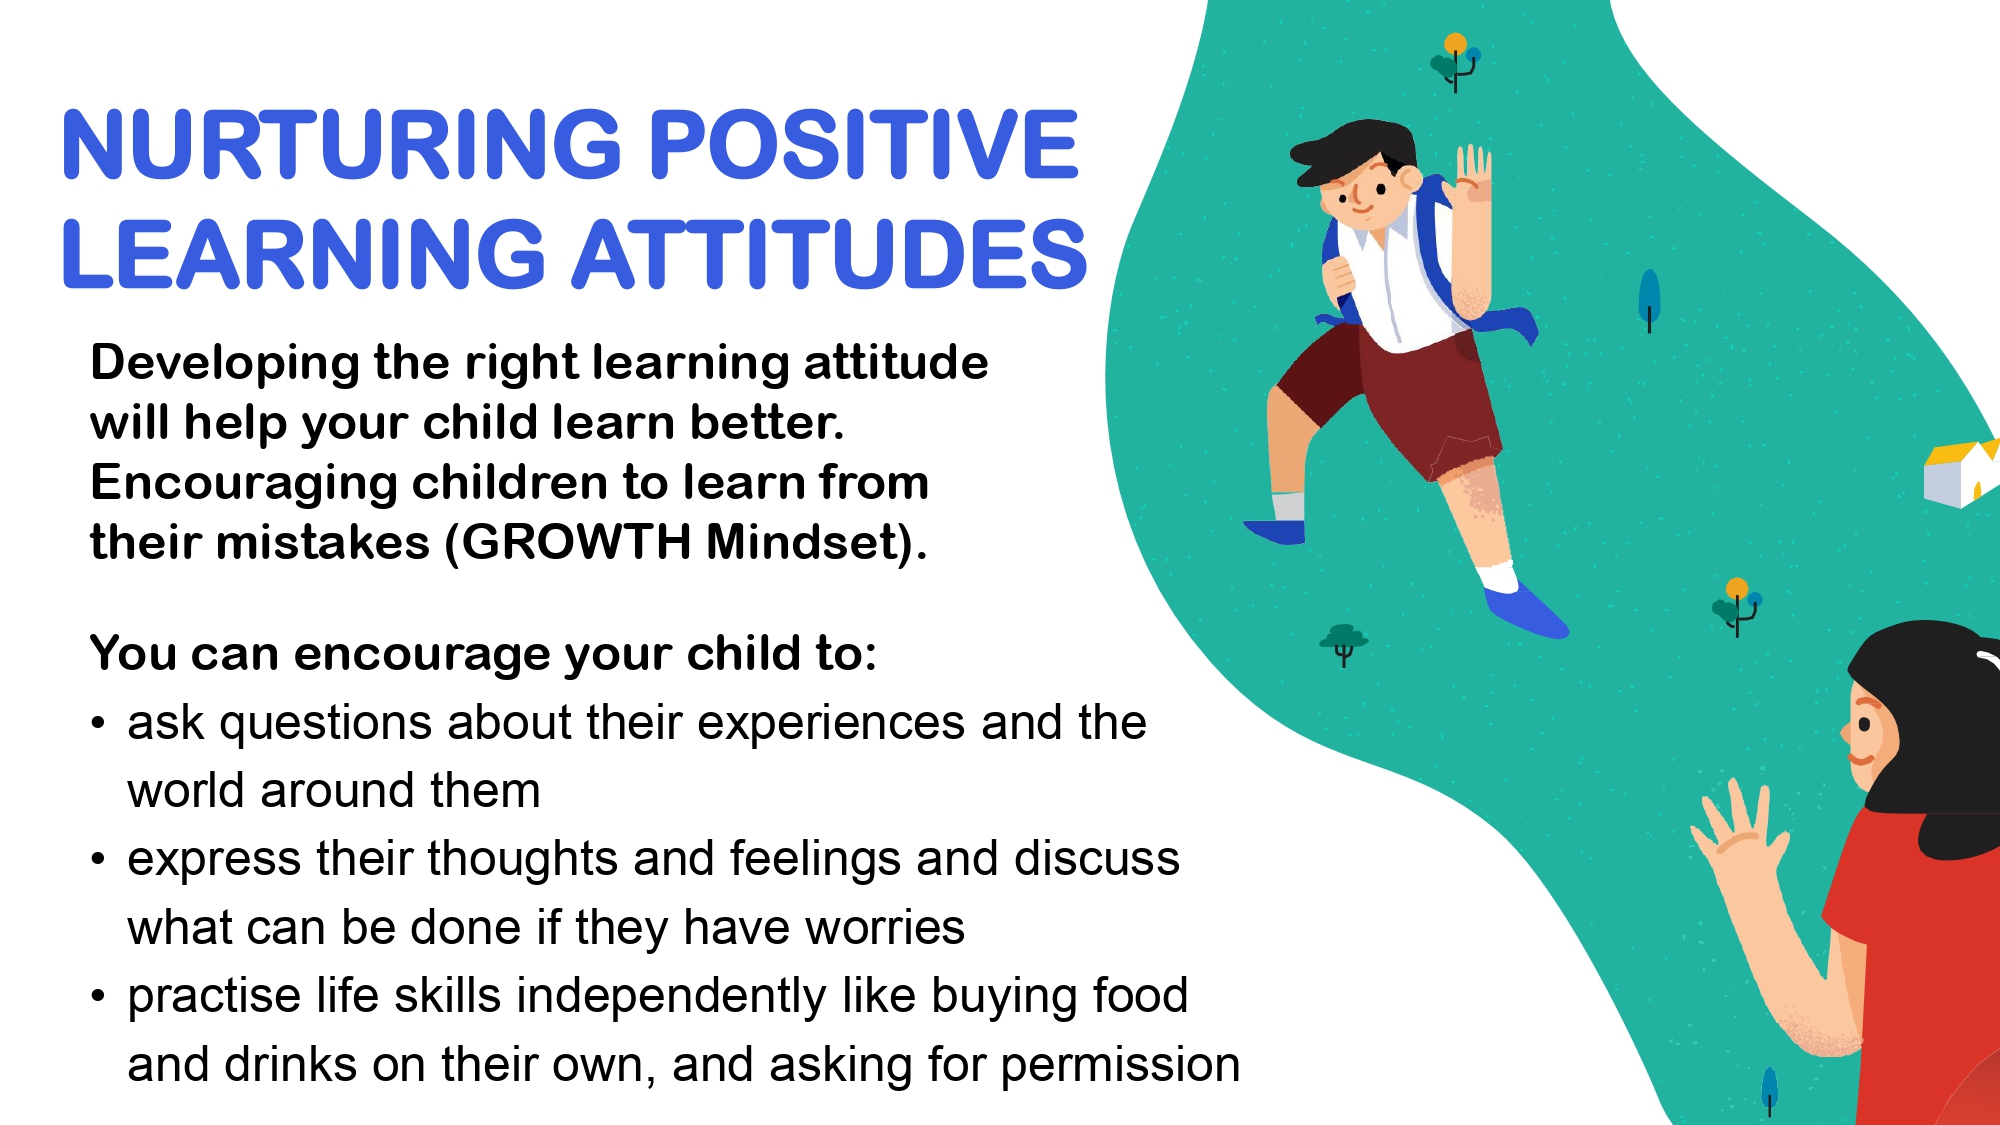 NURTURING POSITIVE
LEARNING ATTITUDES
Developing the right learning attitude
will help your child learn better.
Encouraging children to learn from
their mistakes (GROWTH Mindset).
You can encourage your child to:
• ask questions about their experiences and the
world around them
• express their thoughts and feelings and discuss
what can be done if they have worries
• practise life skills independently like buying food
and drinks on their own, and asking for permission